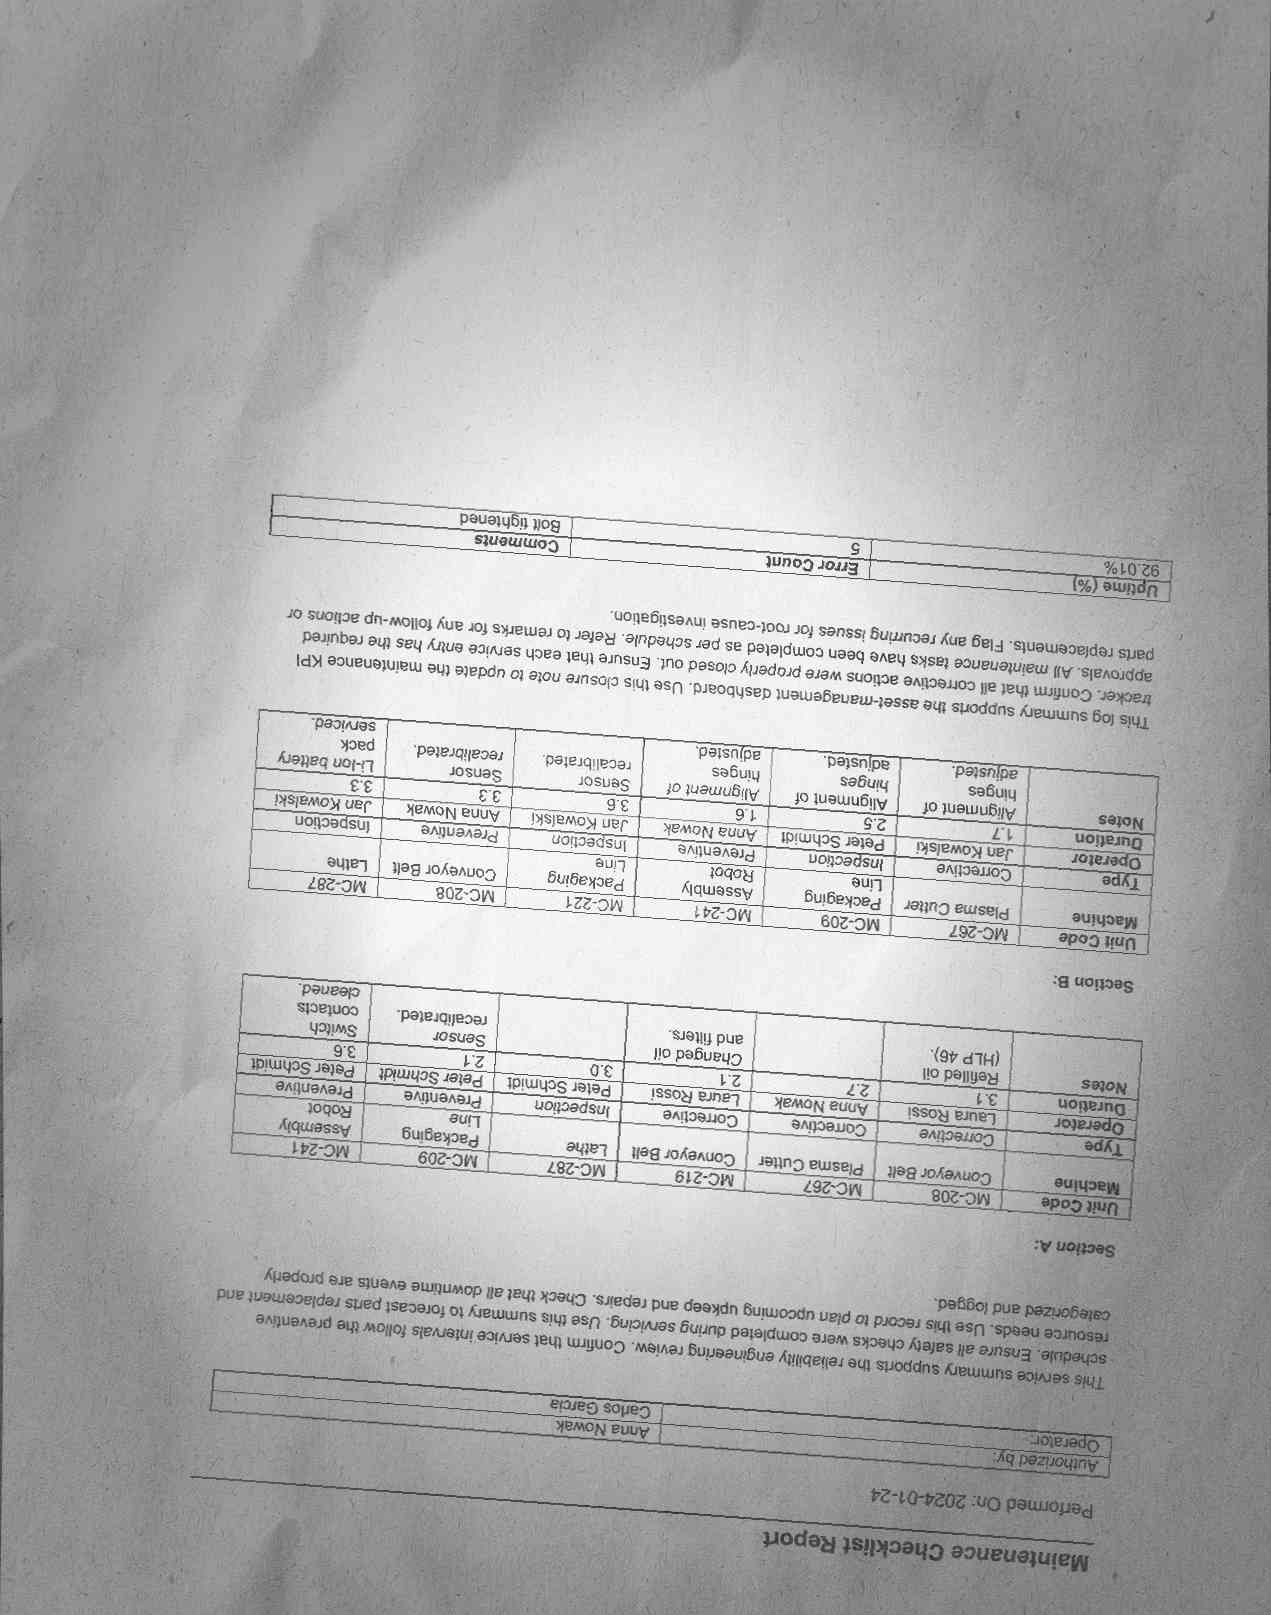 Maintenance Checklist Report
Performed On: 2024-01-24
Authorized by: Anna Nowak
Operator: Carlos Garcia
This service summary supports the reliability engineering review. Confirm that service intervals follow the preventive
schedule. Ensure all safety checks were completed during servicing. Use this summary to forecast parts replacement and
resource needs. Use this record to plan upcoming upkeep and repairs. Check that all downtime events are properly
categorized and logged.
Section A:
Unit Code MC-208 MC-267 MC-219 MC-287 MC-209 MC-241
Machine Conveyor Belt Plasma Cutter Conveyor Belt Lathe Packaging Line Assembly Robot
Type Corrective Corrective Corrective Inspection Preventive Preventive
Operator Laura Rossi Anna Nowak Laura Rossi Peter Schmidt Peter Schmidt Peter Schmidt
Duration 3.1 2.7 2.1 3.0 2.1 3.6
Notes Refilled oil (HLP 46). Changed oil and filters. Sensor recalibrated. Switch contacts cleaned.
Section B:
Unit Code MC-267 MC-209 MC-241 MC-221 MC-208 MC-287
Machine Plasma Cutter Packaging Line Assembly Robot Packaging Line Conveyor Belt Lathe
Type Corrective Inspection Preventive Inspection Preventive Inspection
Operator Jan Kowalski Peter Schmidt Anna Nowak Jan Kowalski Anna Nowak Jan Kowalski
Duration 1.7 2.5 1.6 3.6 3.3 3.3
Notes Alignment of hinges adjusted. Alignment of hinges adjusted. Alignment of hinges adjusted. Sensor recalibrated. Sensor recalibrated. Li-Ion battery pack serviced.
This log summary supports the asset-management dashboard. Use this closure note to update the maintenance KPI
tracker. Confirm that all corrective actions were properly closed out. Ensure that each service entry has the required
approvals. All maintenance tasks have been completed as per schedule. Refer to remarks for any follow-up actions or
parts replacements. Flag any recurring issues for root-cause investigation.
Uptime (%) Error Count Comments
92.01% 5 Bolt tightened